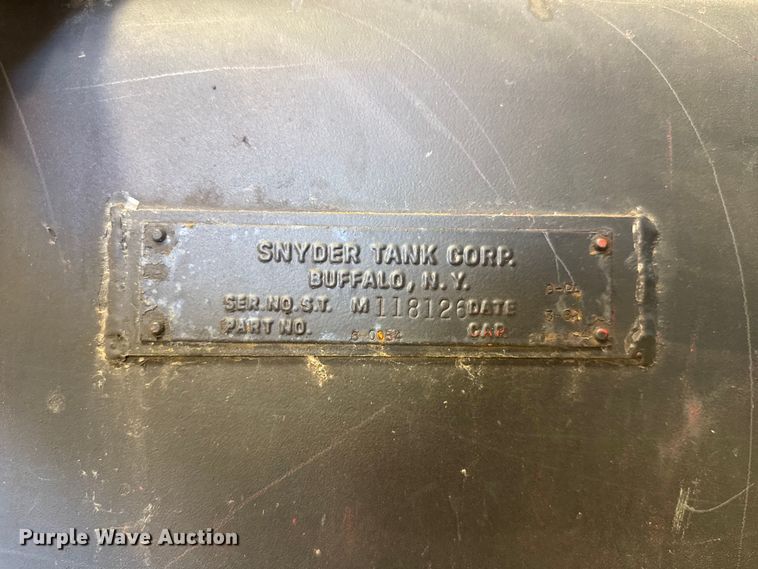 SNYDER TANK CORP.
BUFFALO, N.Y.
SER.NO.S.T. M 118126 DATE
PART NO. CAP.
Purple Wave Auction